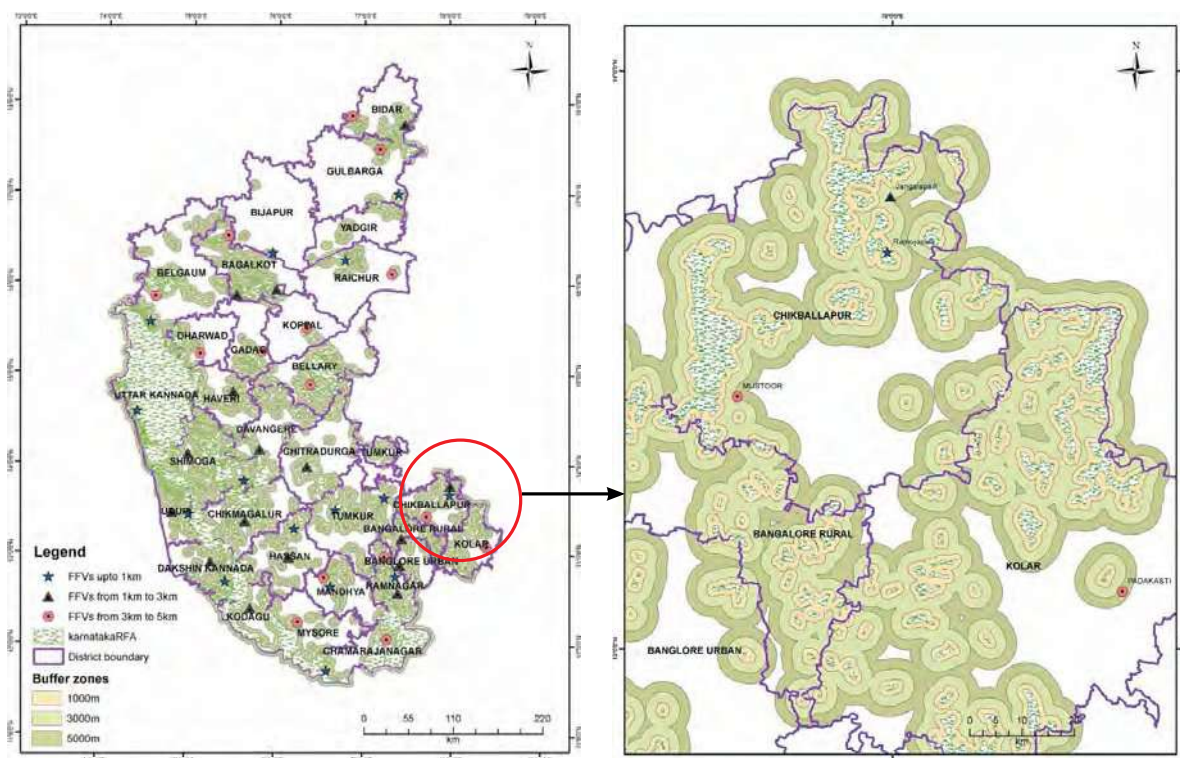 N
BIDAR
GULBARGA
BIJAPUR
YADGIR
BAGALKOT
BELGAUM
RAICHUR
KOPPAL
DHARWAD
GADAG
BELLARY
UTTAR KANNADA
HAVERI
DAVANGERE
CHITRADURGA
TUMKUR
SHIMOGA
CHIKBALLAPUR
UDUPI
CHIKMAGALUR
TUMKUR
BANGALORE RURAL
KOLAR
HASSAN
BANGLORE URBAN
DAKSHIN KANNADA
RAMNAGAR
MANDHYA
KODAGU
MYSORE
CHAMARAJANAGAR
Legend
FFVs upto 1km
FFVs from 1km to 3km
FFVs from 3km to 5km
karnatakaRFA
District boundary
Buffer zones
1000m
3000m
5000m
0 55 110 220
km
N
CHIKBALLAPUR
MUSTOOR
BANGALORE RURAL
KOLAR
PADAKASTI
BANGLORE URBAN
0 5 10
km